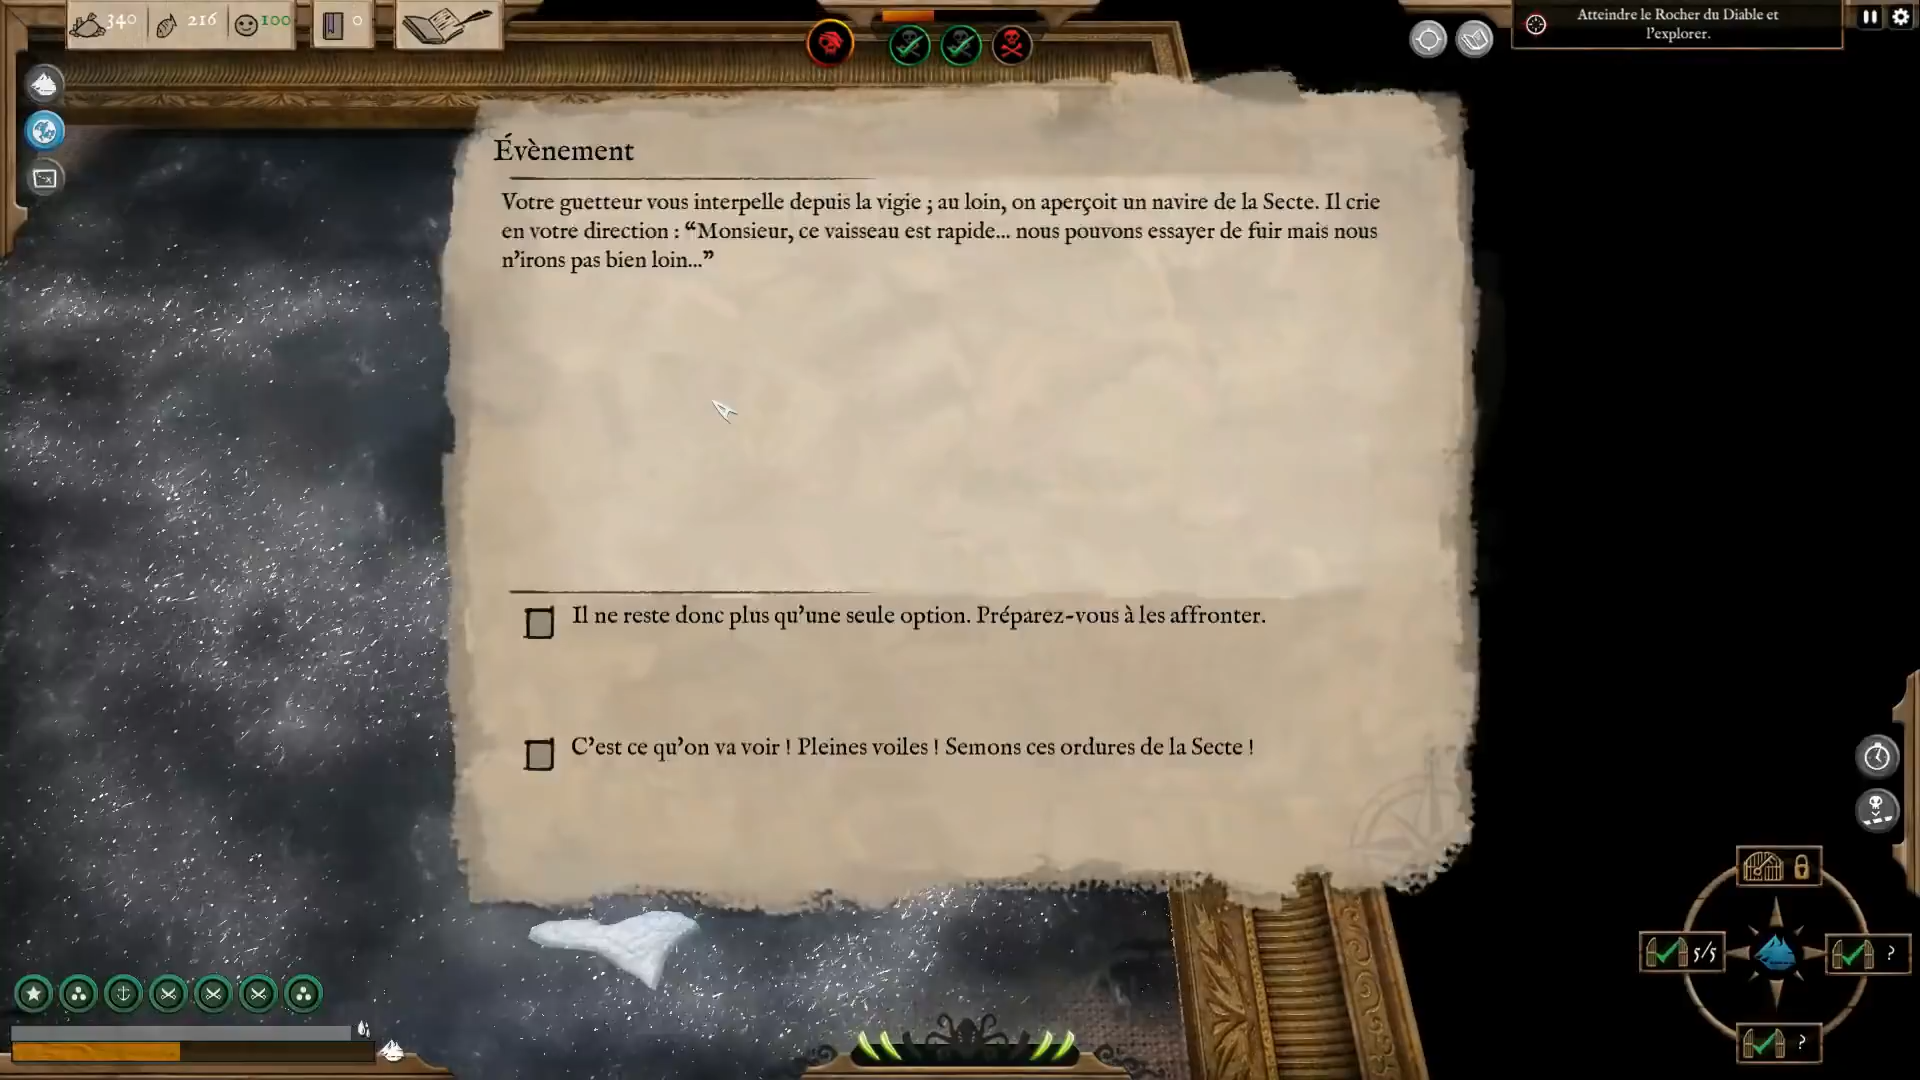 340 216 100 0
Atteindre le Rocher du Diable et
l'explorer.
Évènement
Votre guetteur vous interpelle depuis la vigie ; au loin, on aperçoit un navire de la Secte. Il crie
en votre direction : “Monsieur, ce vaisseau est rapide... nous pouvons essayer de fuir mais nous
n'irons pas bien loin...”
Il ne reste donc plus qu'une seule option. Préparez-vous à les affronter.
C'est ce qu'on va voir ! Pleines voiles ! Semons ces ordures de la Secte !
5/5
?
?